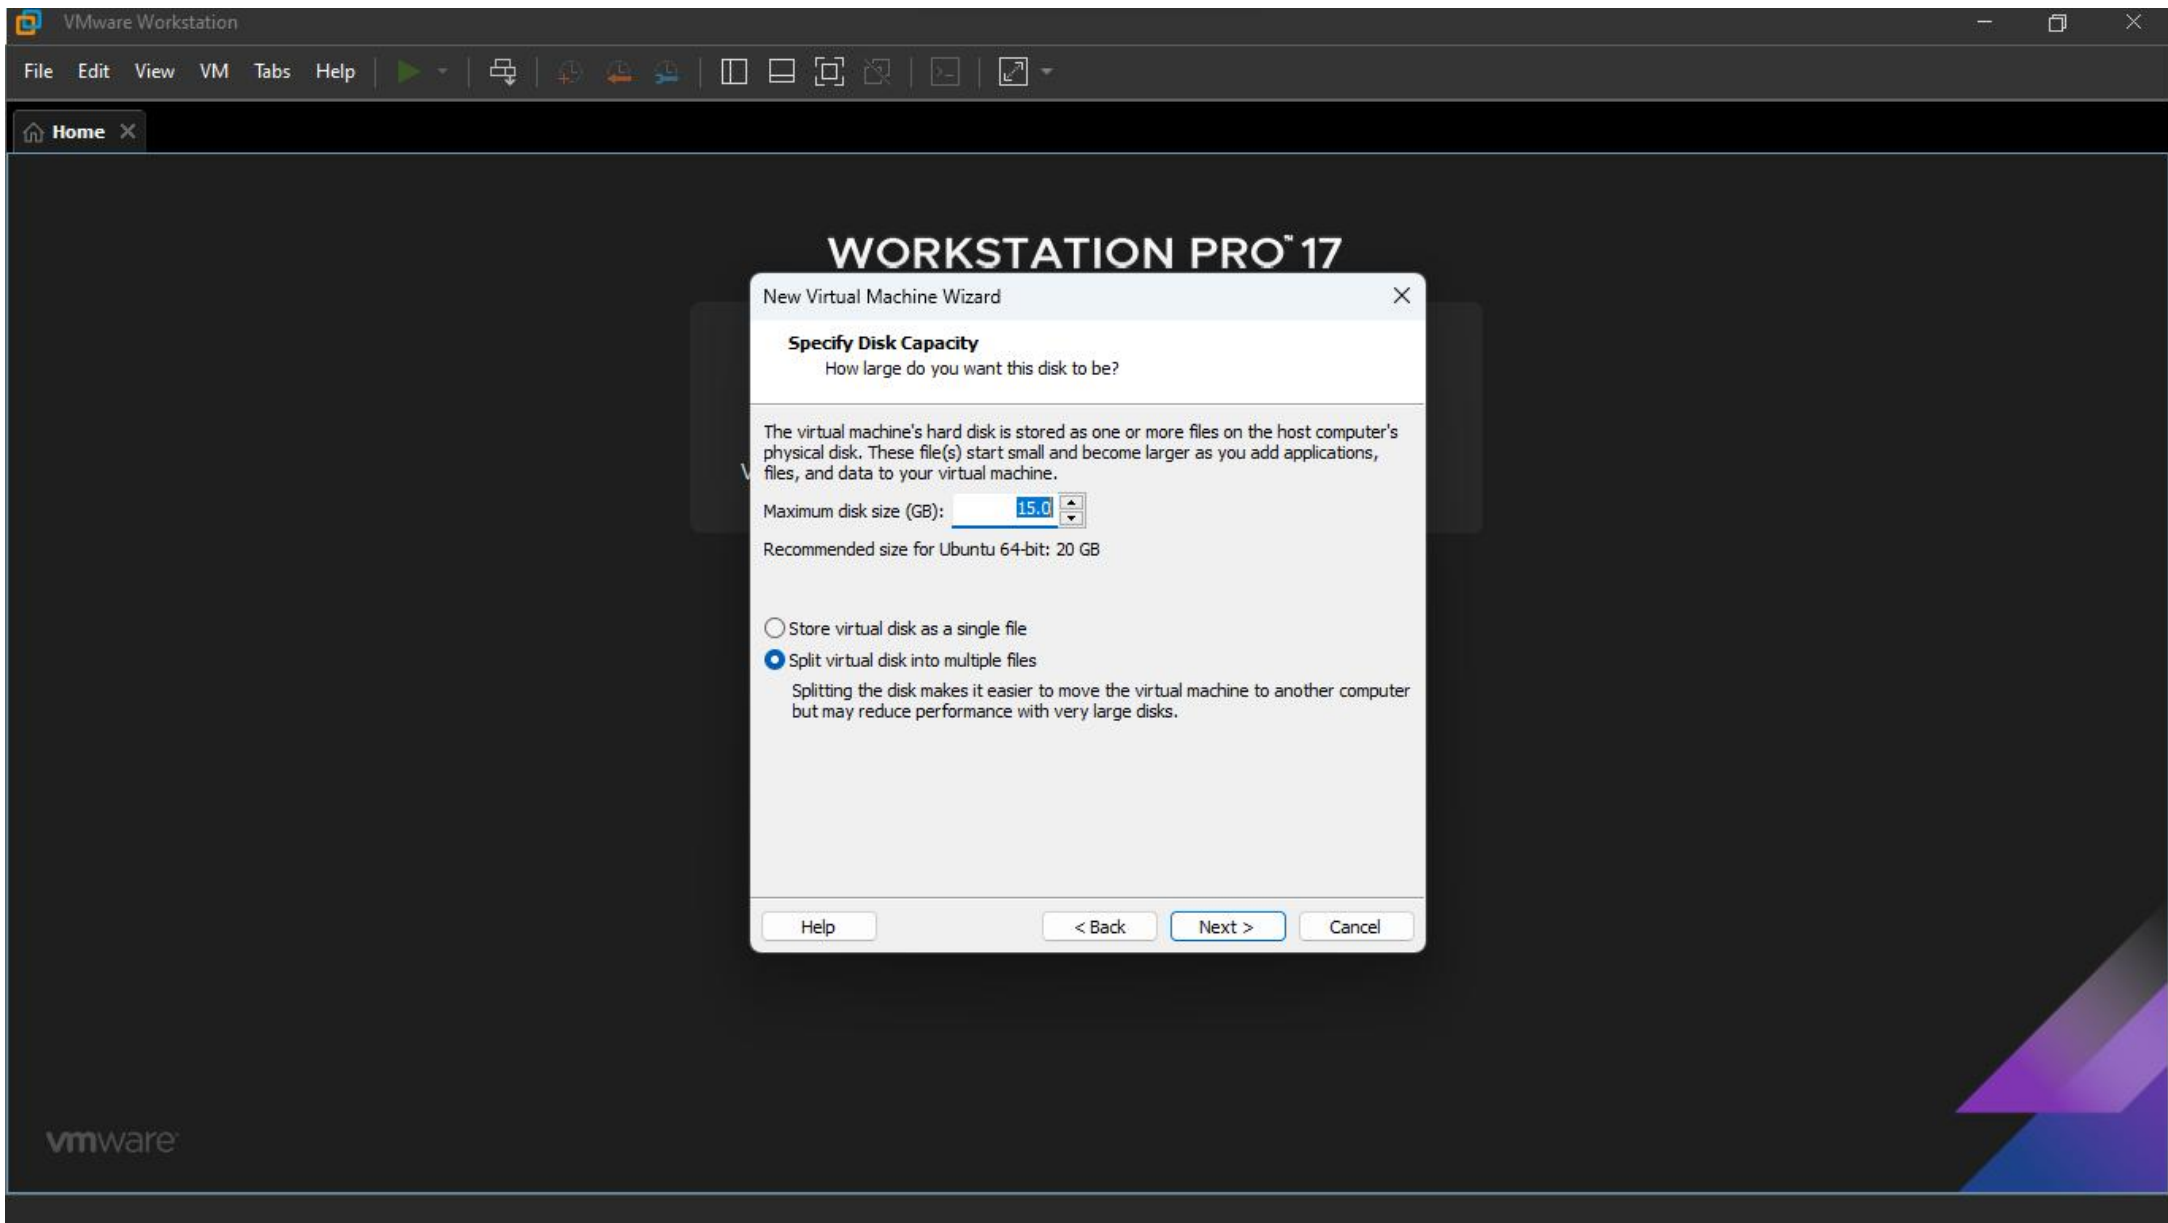 VMware Workstation
File Edit View VM Tabs Help
Home
WORKSTATION PRO™ 17
New Virtual Machine Wizard
Specify Disk Capacity
How large do you want this disk to be?
The virtual machine's hard disk is stored as one or more files on the host computer's
physical disk. These file(s) start small and become larger as you add applications,
files, and data to your virtual machine.
Maximum disk size (GB): 15.0
Recommended size for Ubuntu 64-bit: 20 GB
Store virtual disk as a single file
Split virtual disk into multiple files
Splitting the disk makes it easier to move the virtual machine to another computer
but may reduce performance with very large disks.
Help < Back Next > Cancel
vmware